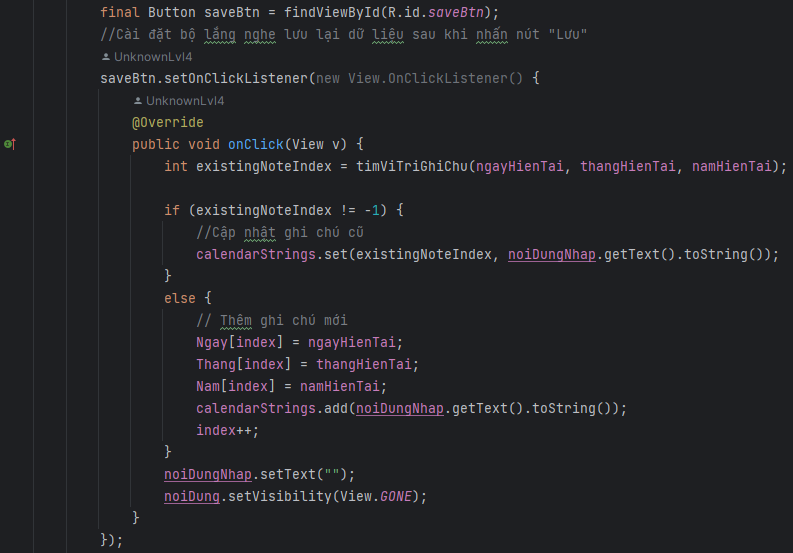 final Button saveBtn = findViewById(R.id.saveBtn);
//Cài đặt bộ lắng nghe lưu lại dữ liệu sau khi nhấn nút "Lưu"
UnknownLvl4
saveBtn.setOnClickListener(new View.OnClickListener() {
UnknownLvl4
@Override
public void onClick(View v) {
int existingNoteIndex = timViTriGhiChu(ngayHienTai, thangHienTai, namHienTai);
if (existingNoteIndex != -1) {
//Cập nhật ghi chú cũ
calendarStrings.set(existingNoteIndex, noiDungNhap.getText().toString());
}
else {
// Thêm ghi chú mới
Ngay[index] = ngayHienTai;
Thang[index] = thangHienTai;
Nam[index] = namHienTai;
calendarStrings.add(noiDungNhap.getText().toString());
index++;
}
noiDungNhap.setText("");
noiDung.setVisibility(View.GONE);
}
});